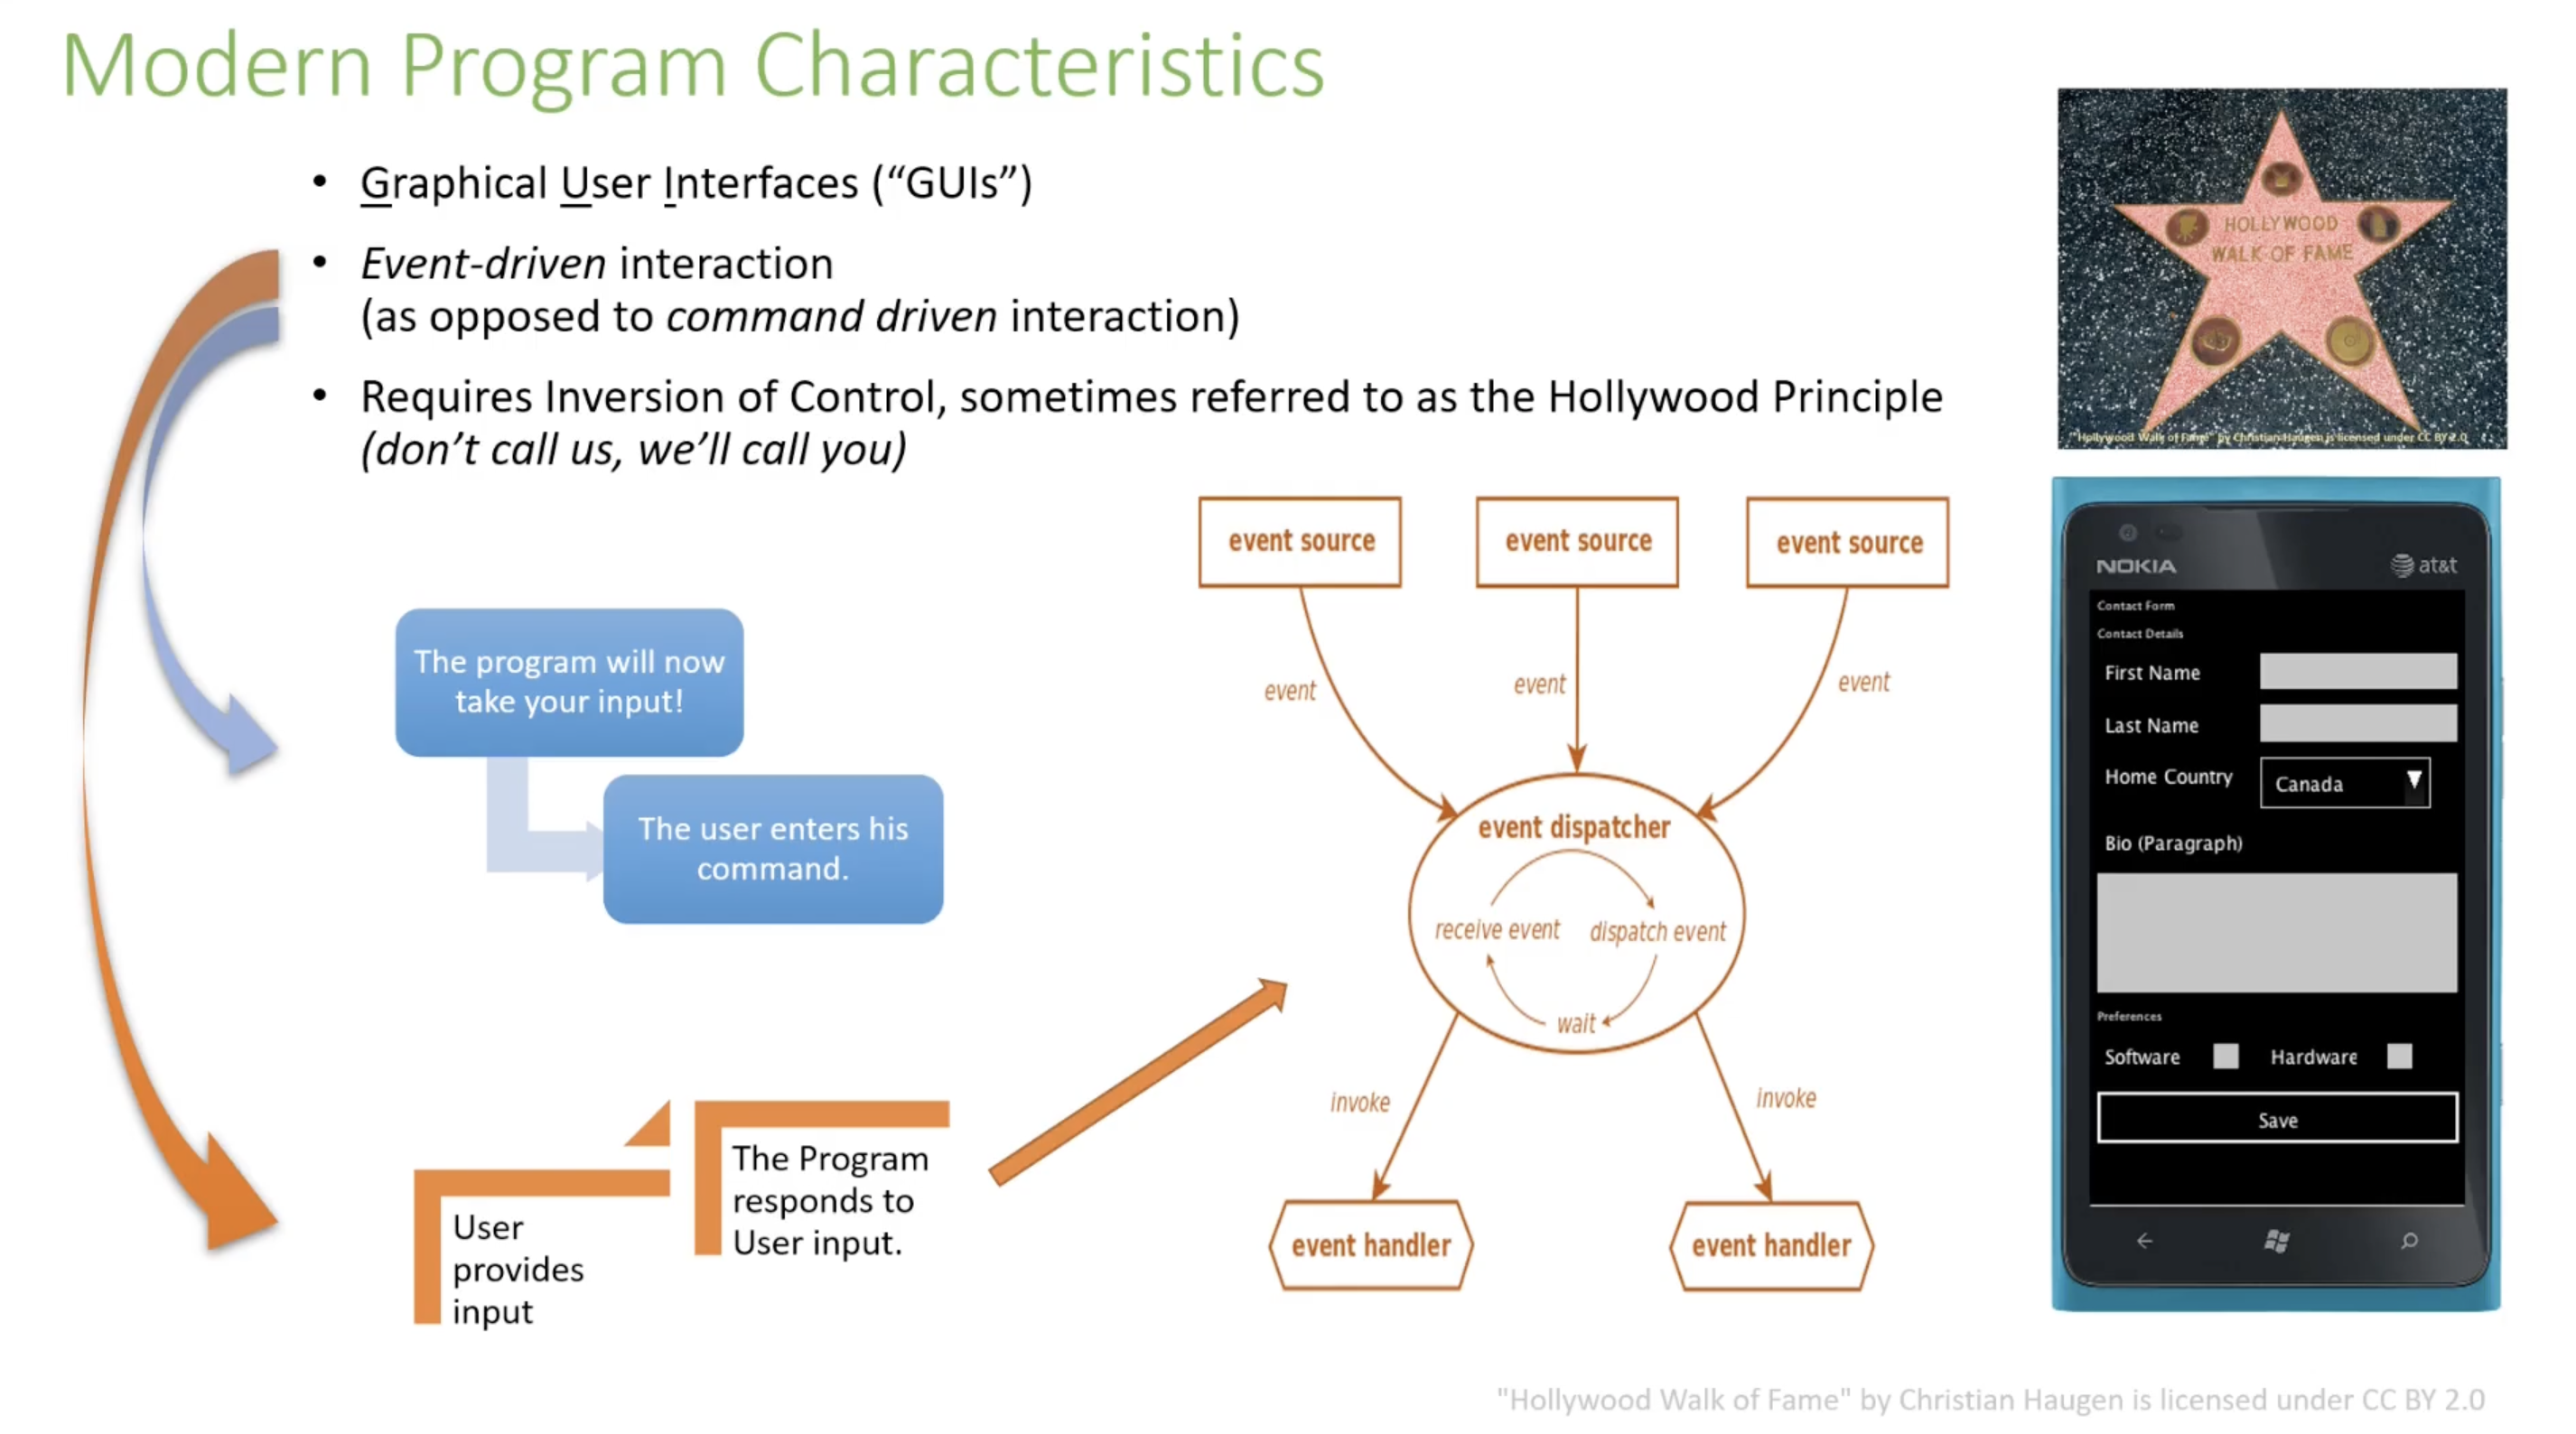 Modern Program Characteristics
• Graphical User Interfaces (“GUIs”)
• Event-driven interaction
(as opposed to command driven interaction)
• Requires Inversion of Control, sometimes referred to as the Hollywood Principle
(don’t call us, we’ll call you)
HOLLYWOOD
WALK OF FAME
"Hollywood Walk of Fame" by Christian Haugen is licensed under CC BY 2.0
The program will now
take your input!
The user enters his
command.
User
provides
input
The Program
responds to
User input.
event source
event source
event source
event
event
event
event dispatcher
receive event
dispatch event
wait
invoke
invoke
event handler
event handler
NOKIA
at&t
Contact Form
Contact Details
First Name
Last Name
Home Country
Canada
Bio (Paragraph)
Preferences
Software
Hardware
Save
"Hollywood Walk of Fame" by Christian Haugen is licensed under CC BY 2.0